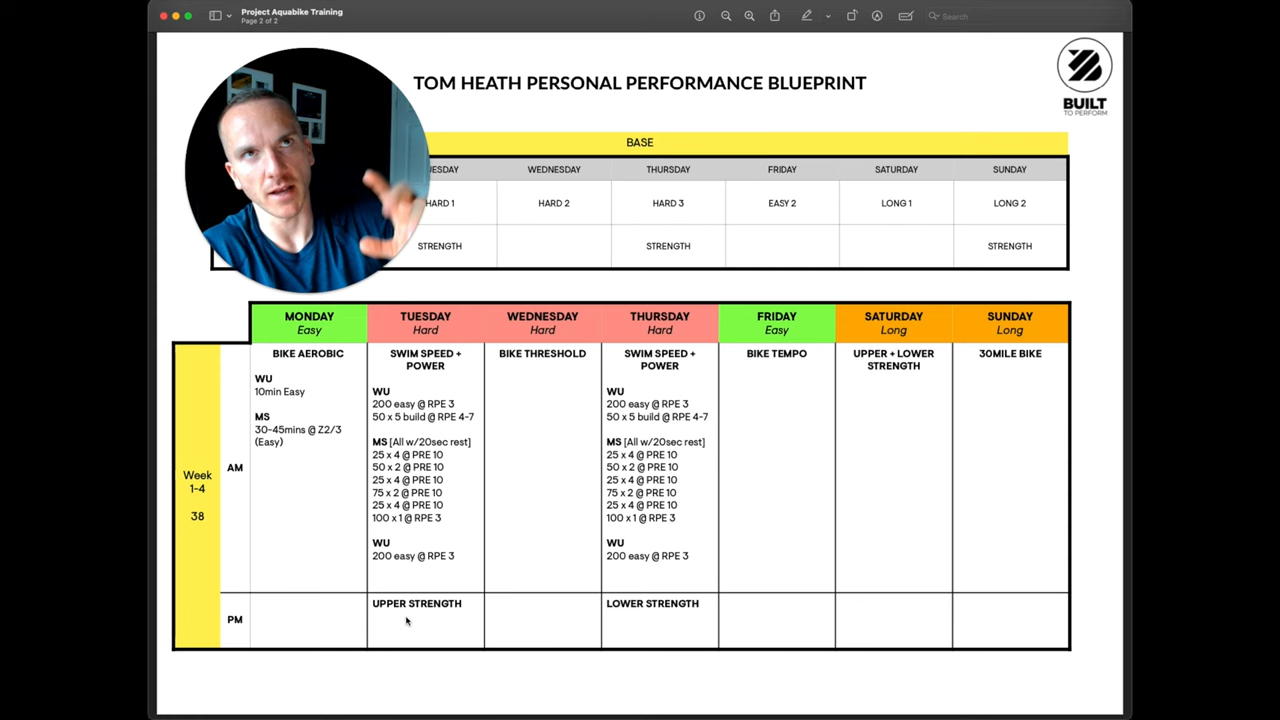 Project Aquabike Training
Page 2 of 2
Search
TOM HEATH PERSONAL PERFORMANCE BLUEPRINT
BUILT
TO PERFORM
BASE
WEDNESDAY
THURSDAY
FRIDAY
SATURDAY
SUNDAY
HARD 1
HARD 2
HARD 3
EASY 2
LONG 1
LONG 2
STRENGTH
STRENGTH
STRENGTH
MONDAY
Easy
TUESDAY
Hard
WEDNESDAY
Hard
THURSDAY
Hard
FRIDAY
Easy
SATURDAY
Long
SUNDAY
Long
Week
1-4
38
AM
BIKE AEROBIC
WU
10min Easy
MS
30-45mins @ Z2/3
(Easy)
SWIM SPEED +
POWER
WU
200 easy @ RPE 3
50 x 5 build @ RPE 4-7
MS [All w/20sec rest]
25 x 4 @ PRE 10
50 x 2 @ PRE 10
25 x 4 @ PRE 10
75 x 2 @ PRE 10
25 x 4 @ PRE 10
100 x 1 @ RPE 3
WU
200 easy @ RPE 3
BIKE THRESHOLD
SWIM SPEED +
POWER
WU
200 easy @ RPE 3
50 x 5 build @ RPE 4-7
MS [All w/20sec rest]
25 x 4 @ PRE 10
50 x 2 @ PRE 10
25 x 4 @ PRE 10
75 x 2 @ PRE 10
25 x 4 @ PRE 10
100 x 1 @ RPE 3
WU
200 easy @ RPE 3
BIKE TEMPO
UPPER + LOWER
STRENGTH
30MILE BIKE
PM
UPPER STRENGTH
LOWER STRENGTH